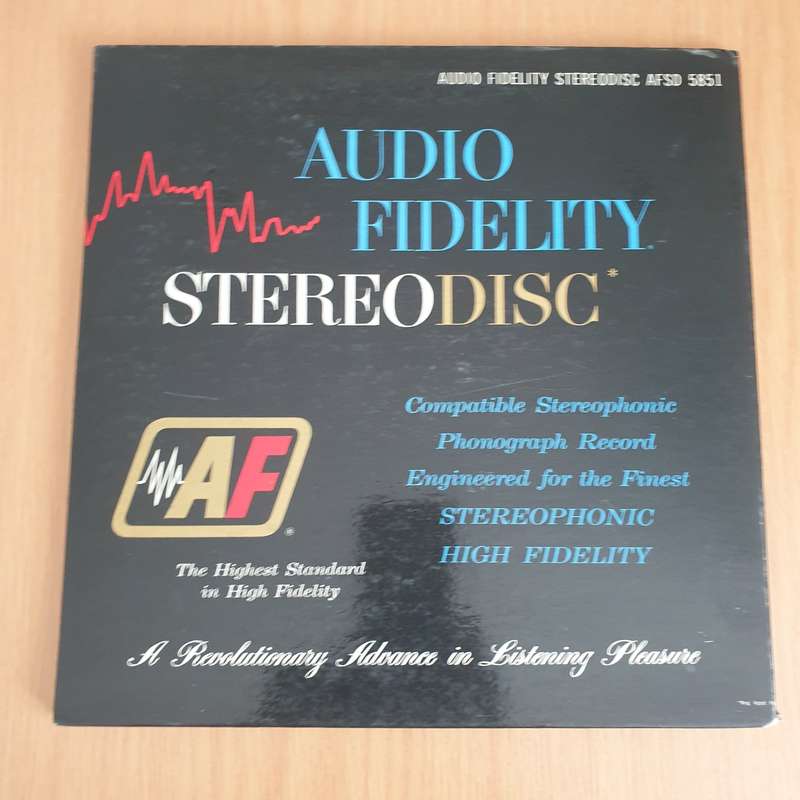 AUDIO FIDELITY STEREODISC AFSD 5851
AUDIO
FIDELITY
STEREODISC*
Compatible Stereophonic
Phonograph Record
Engineered for the Finest
STEREOPHONIC
HIGH FIDELITY
AF®
The Highest Standard
in High Fidelity
A Revolutionary Advance in Listening Pleasure